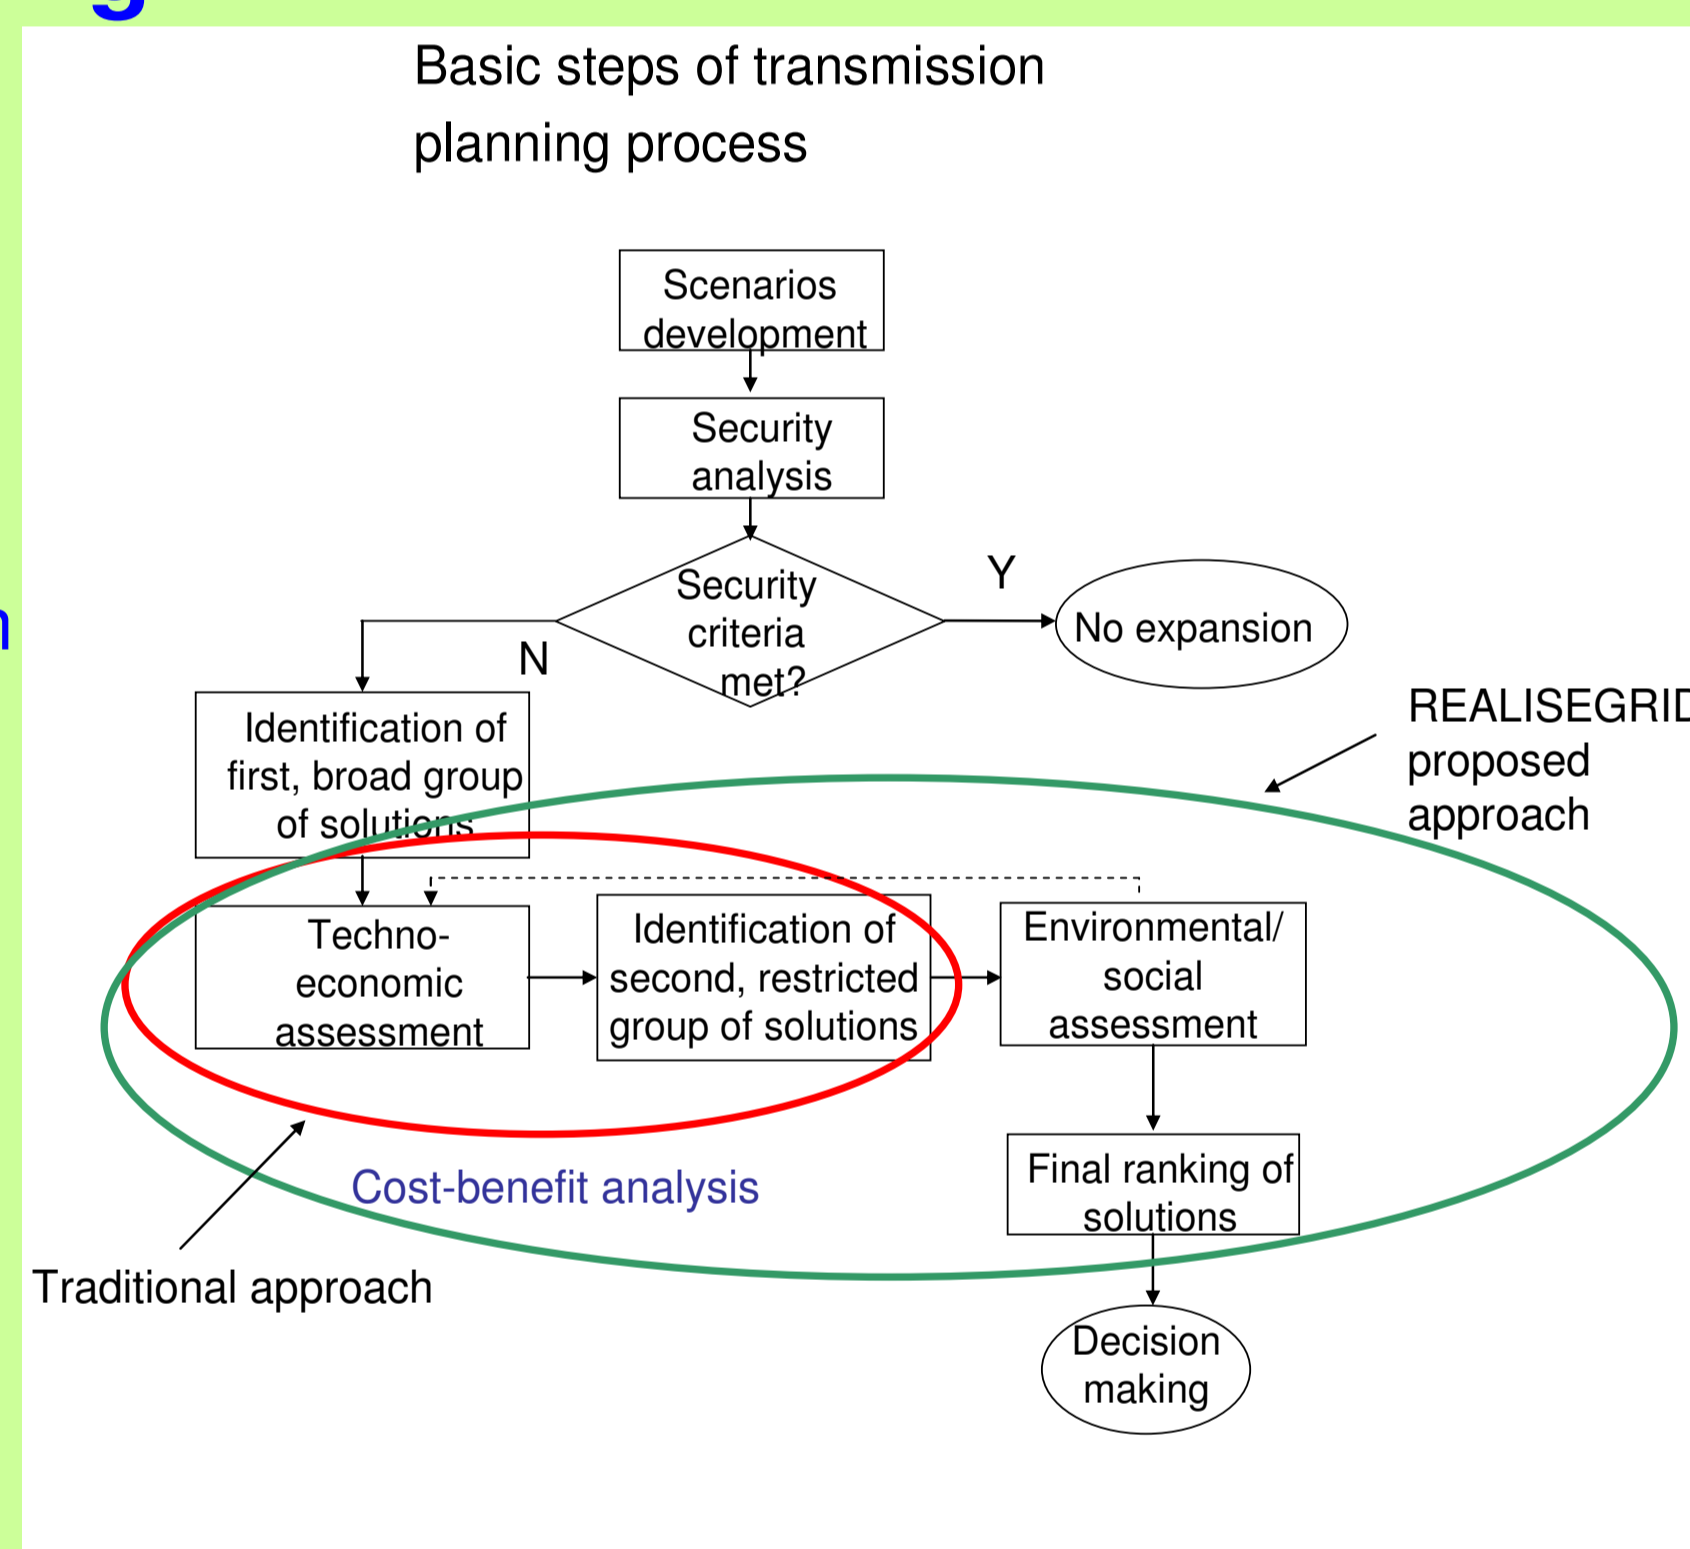 Basic steps of transmission
planning process
Scenarios
development
Security
analysis
Security
criteria
met?
Y
No expansion
N
Identification of
first, broad group
of solutions
REALISEGRID
proposed
approach
Techno-
economic
assessment
Identification of
second, restricted
group of solutions
Environmental/
social
assessment
Cost-benefit analysis
Final ranking of
solutions
Traditional approach
Decision
making